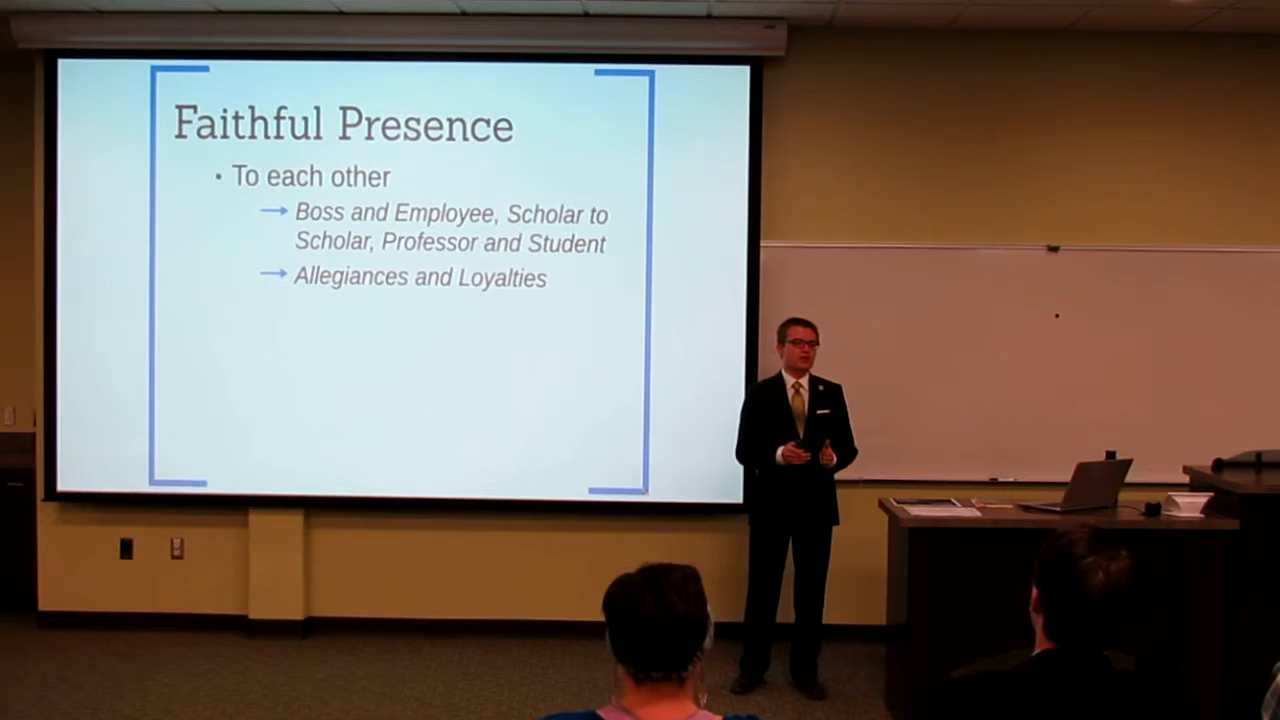 Faithful Presence
• To each other
→ Boss and Employee, Scholar to
Scholar, Professor and Student
→ Allegiances and Loyalties